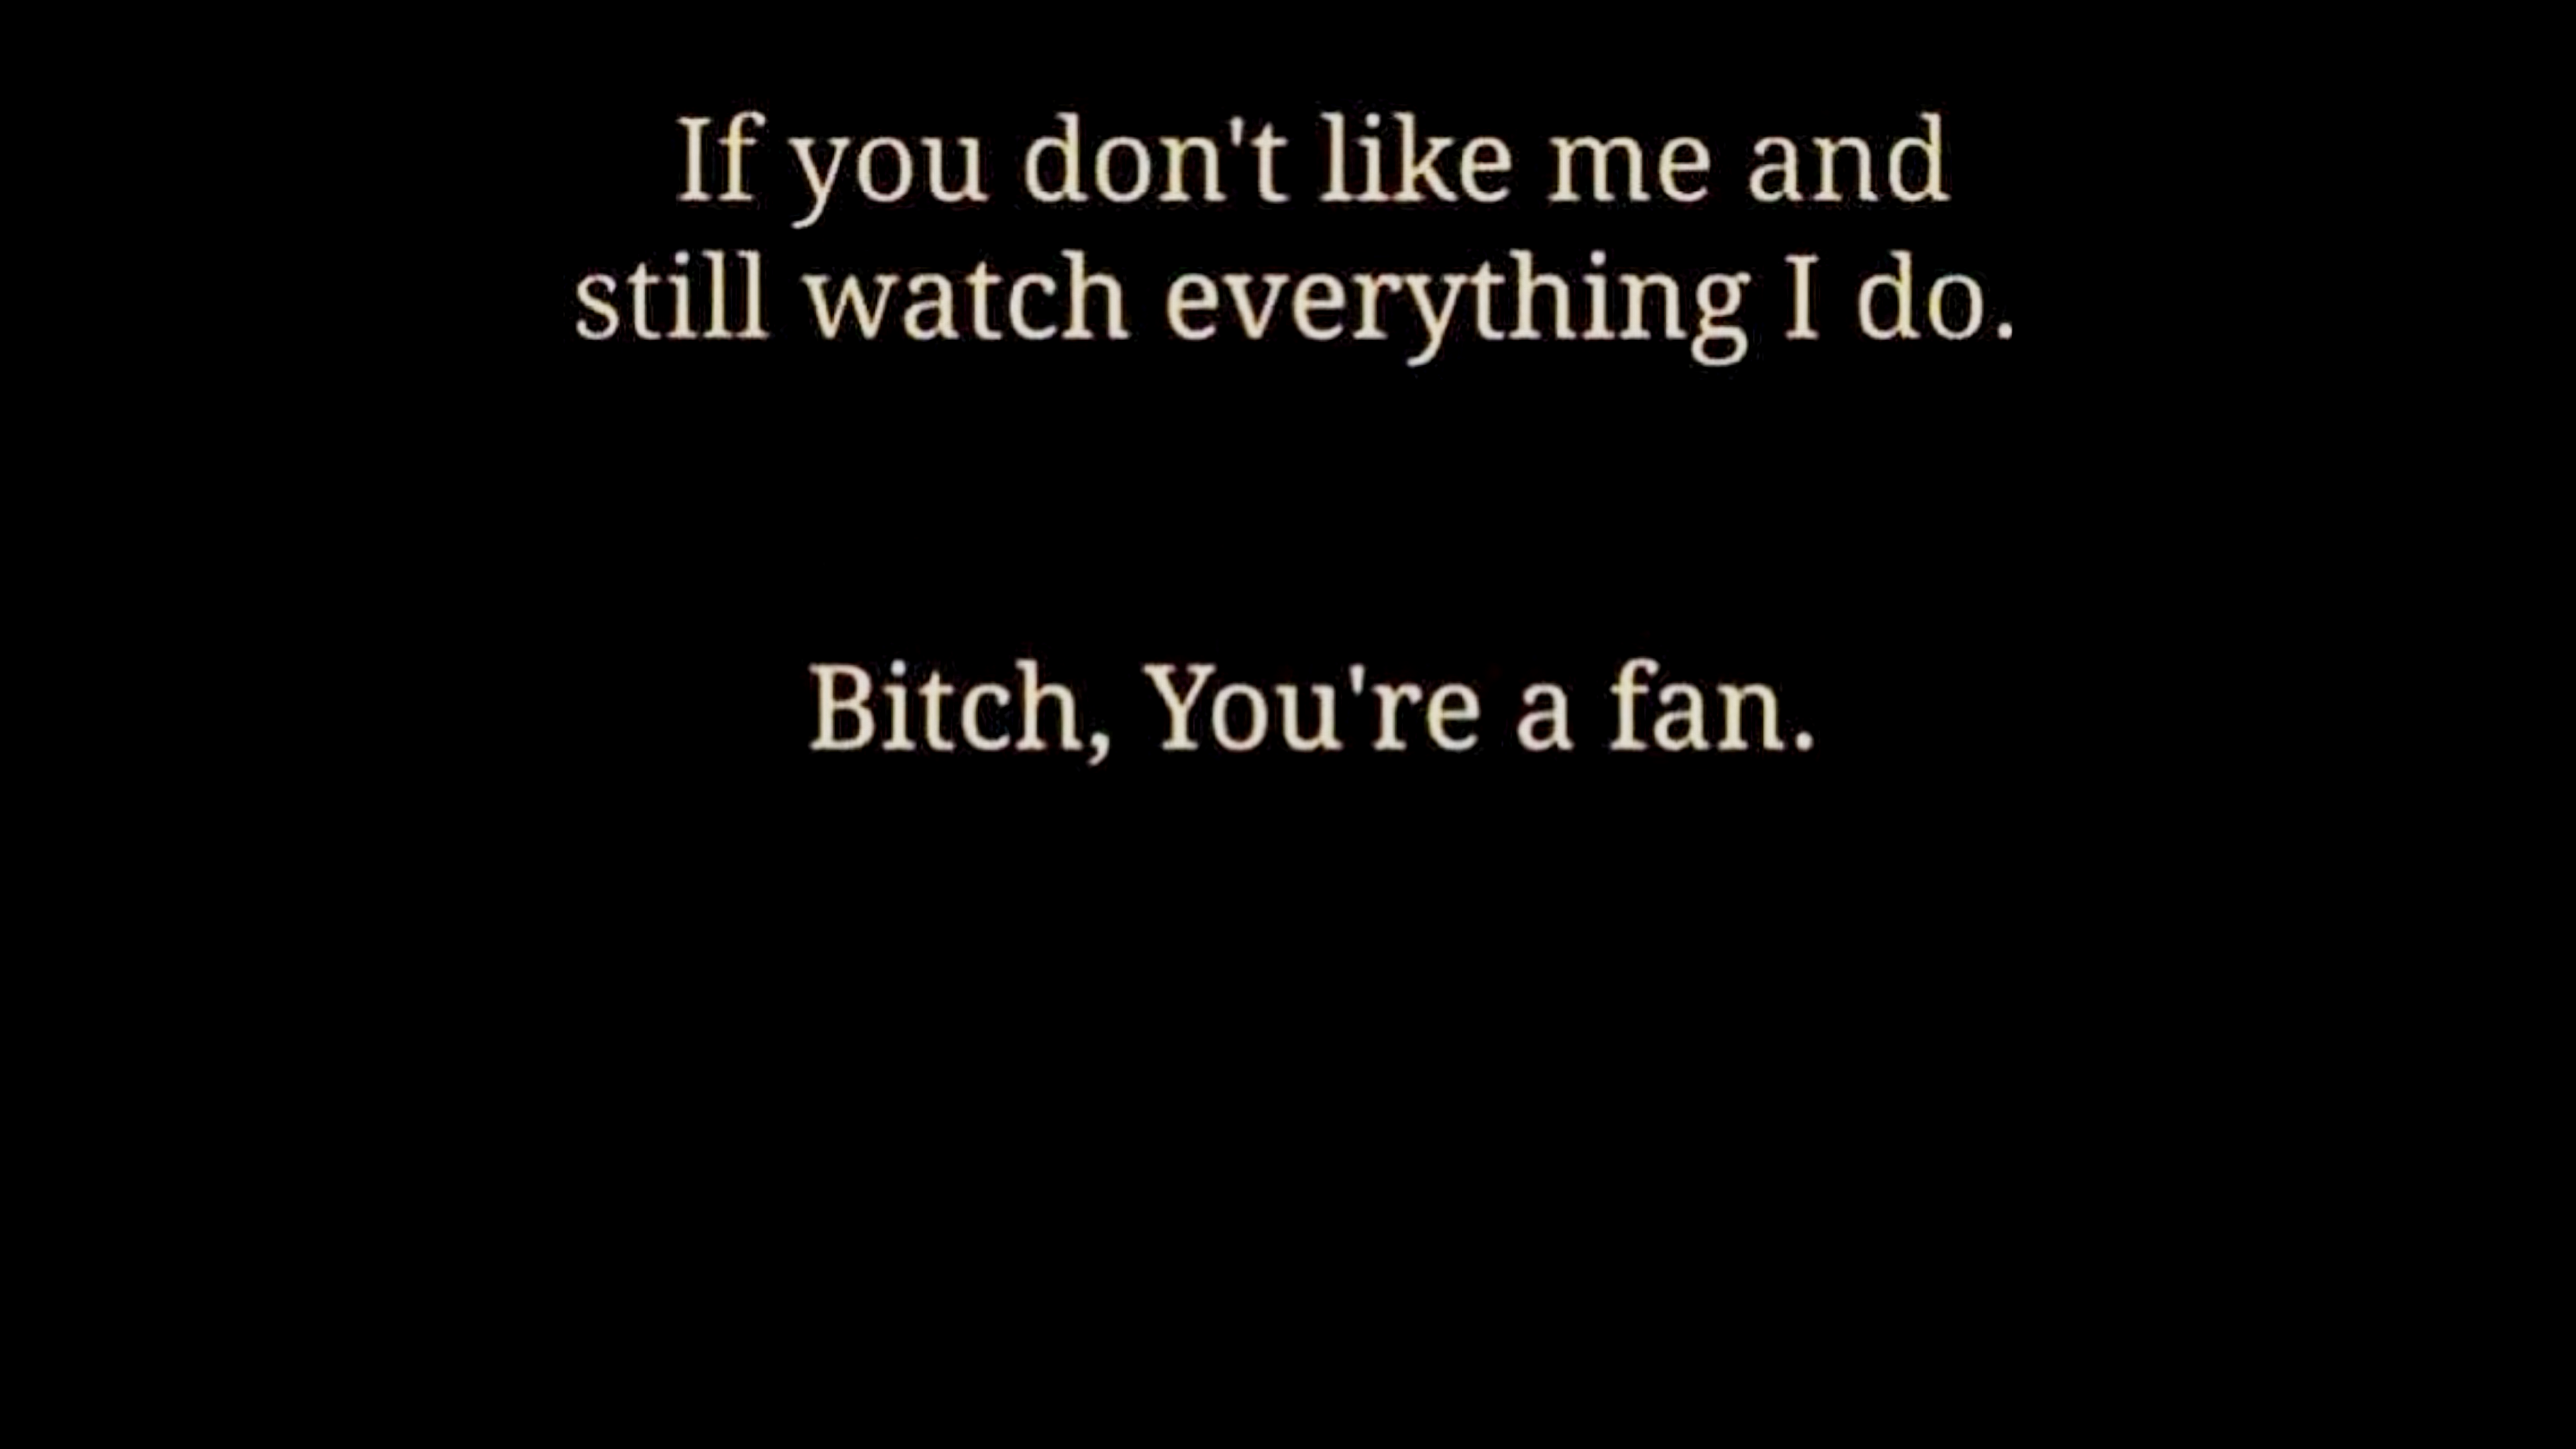 If you don't like me and
still watch everything I do.
Bitch, You're a fan.